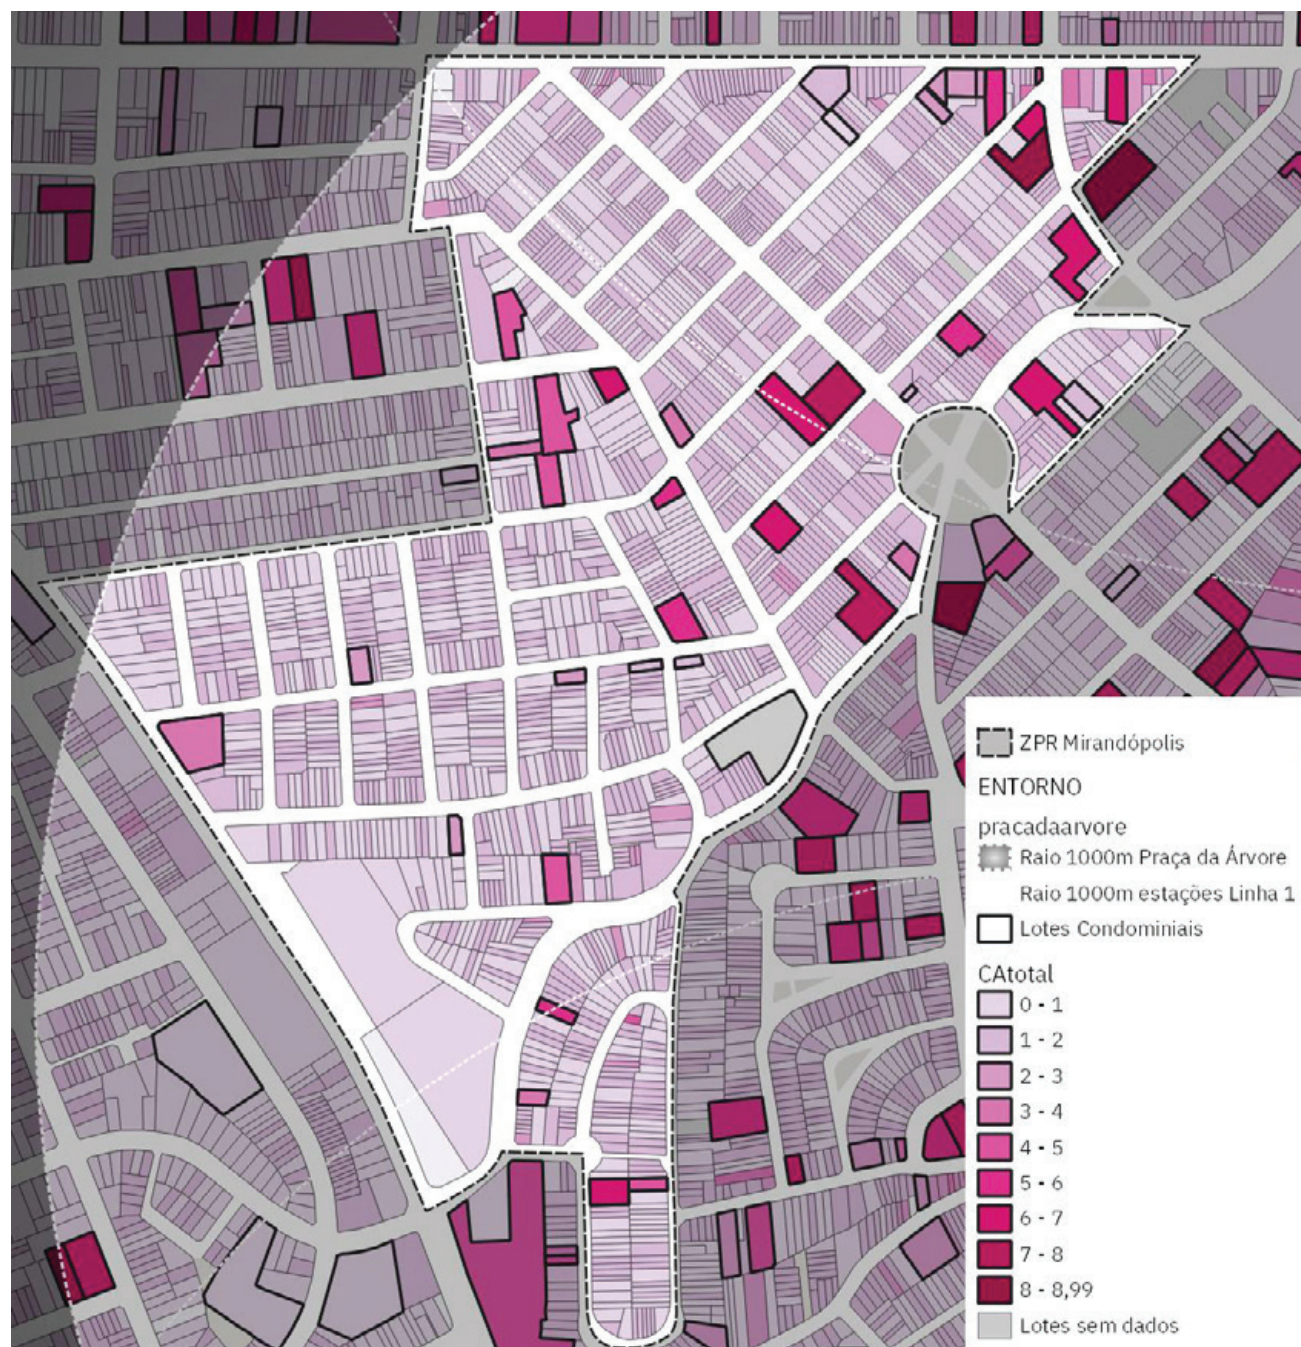 ZPR Mirandópolis
ENTORNO
pracadaarvore
Raio 1000m Praça da Árvore
Raio 1000m estações Linha 1
Lotes Condominiais
CAtotal
0 - 1
1 - 2
2 - 3
3 - 4
4 - 5
5 - 6
6 - 7
7 - 8
8 - 8,99
Lotes sem dados